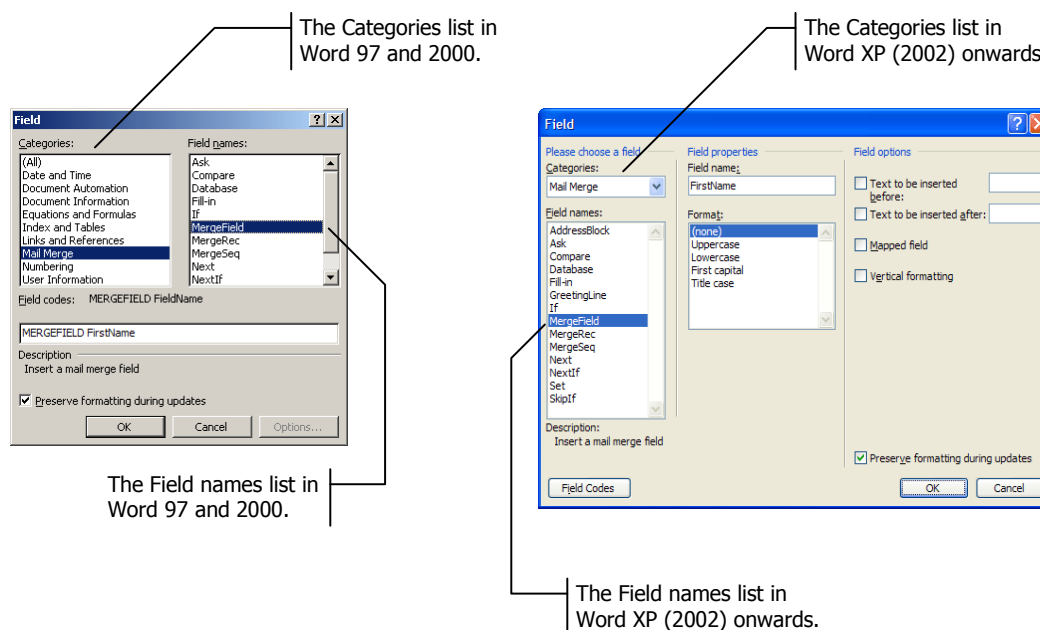 The Categories list in
Word 97 and 2000.
The Categories list in
Word XP (2002) onwards
Field
Categories:
Field names:
(All)
Date and Time
Document Automation
Document Information
Equations and Formulas
Index and Tables
Links and References
Mail Merge
Numbering
User Information
Ask
Compare
Database
Fill-in
If
MergeField
MergeRec
MergeSeq
Next
NextIf
Field codes: MERGEFIELD FieldName
MERGEFIELD FirstName
Description
Insert a mail merge field
Preserve formatting during updates
OK
Cancel
Options...
The Field names list in
Word 97 and 2000.
Field
Please choose a field
Categories:
Mail Merge
Field names:
AddressBlock
Ask
Compare
Database
Fill-in
GreetingLine
If
MergeField
MergeRec
MergeSeq
Next
NextIf
Set
SkipIf
Description:
Insert a mail merge field
Field Codes
Field properties
Field name:
FirstName
Format:
(none)
Uppercase
Lowercase
First capital
Title case
Field options
Text to be inserted
before:
Text to be inserted after:
Mapped field
Vertical formatting
Preserve formatting during updates
OK
Cancel
The Field names list in
Word XP (2002) onwards.